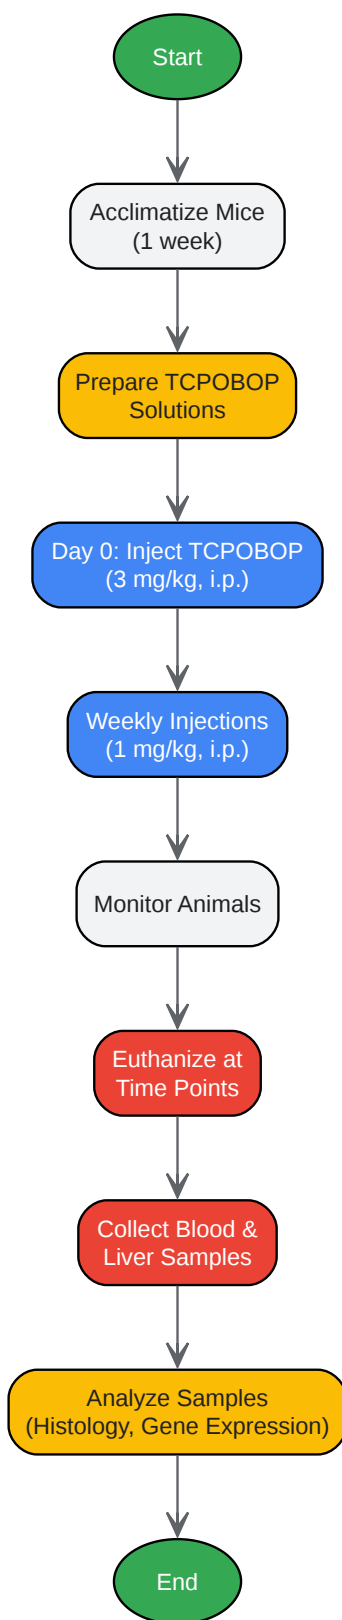 Start
Acclimatize Mice
(1 week)
Prepare TCPOBOP
Solutions
Day 0: Inject TCPOBOP
(3 mg/kg, i.p.)
Weekly Injections
(1 mg/kg, i.p.)
Monitor Animals
Euthanize at
Time Points
Collect Blood &
Liver Samples
Analyze Samples
(Histology, Gene Expression)
End